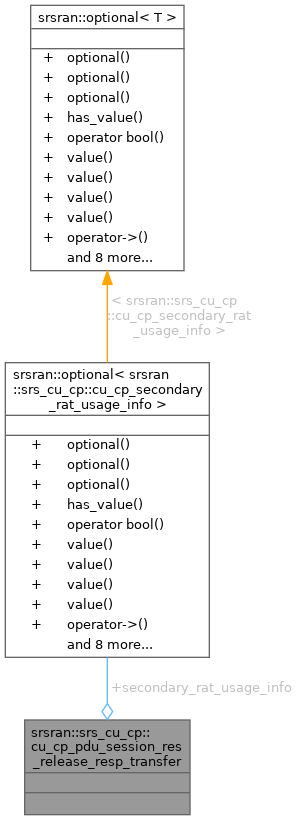 srsran::optional< T >
+ optional()
+ optional()
+ optional()
+ has_value()
+ operator bool()
+ value()
+ value()
+ value()
+ value()
+ operator->()
and 8 more...
< srsran::srs_cu_cp
::cu_cp_secondary_rat
_usage_info >
srsran::optional< srsran
::srs_cu_cp::cu_cp_secondary
_rat_usage_info >
+ optional()
+ optional()
+ optional()
+ has_value()
+ operator bool()
+ value()
+ value()
+ value()
+ value()
+ operator->()
and 8 more...
+secondary_rat_usage_info
srsran::srs_cu_cp::
cu_cp_pdu_session_res
_release_resp_transfer